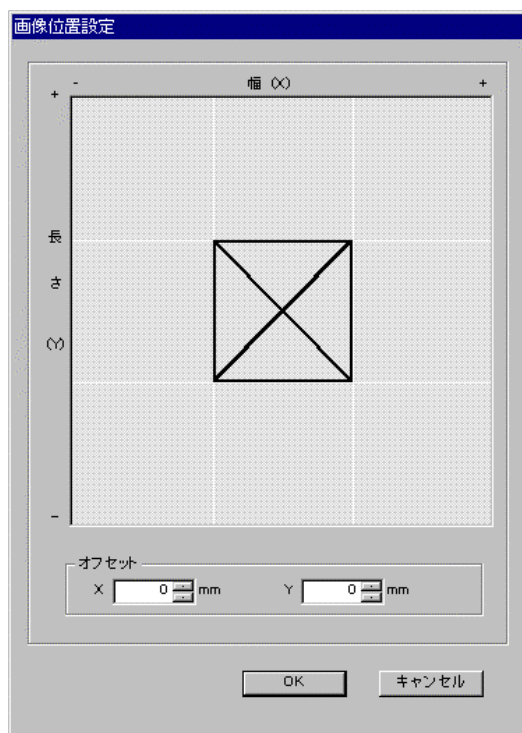 画像位置設定
- 幅 (X) +
+
長
さ
(Y)
-
オフセット
X 0 mm Y 0 mm
OK キャンセル